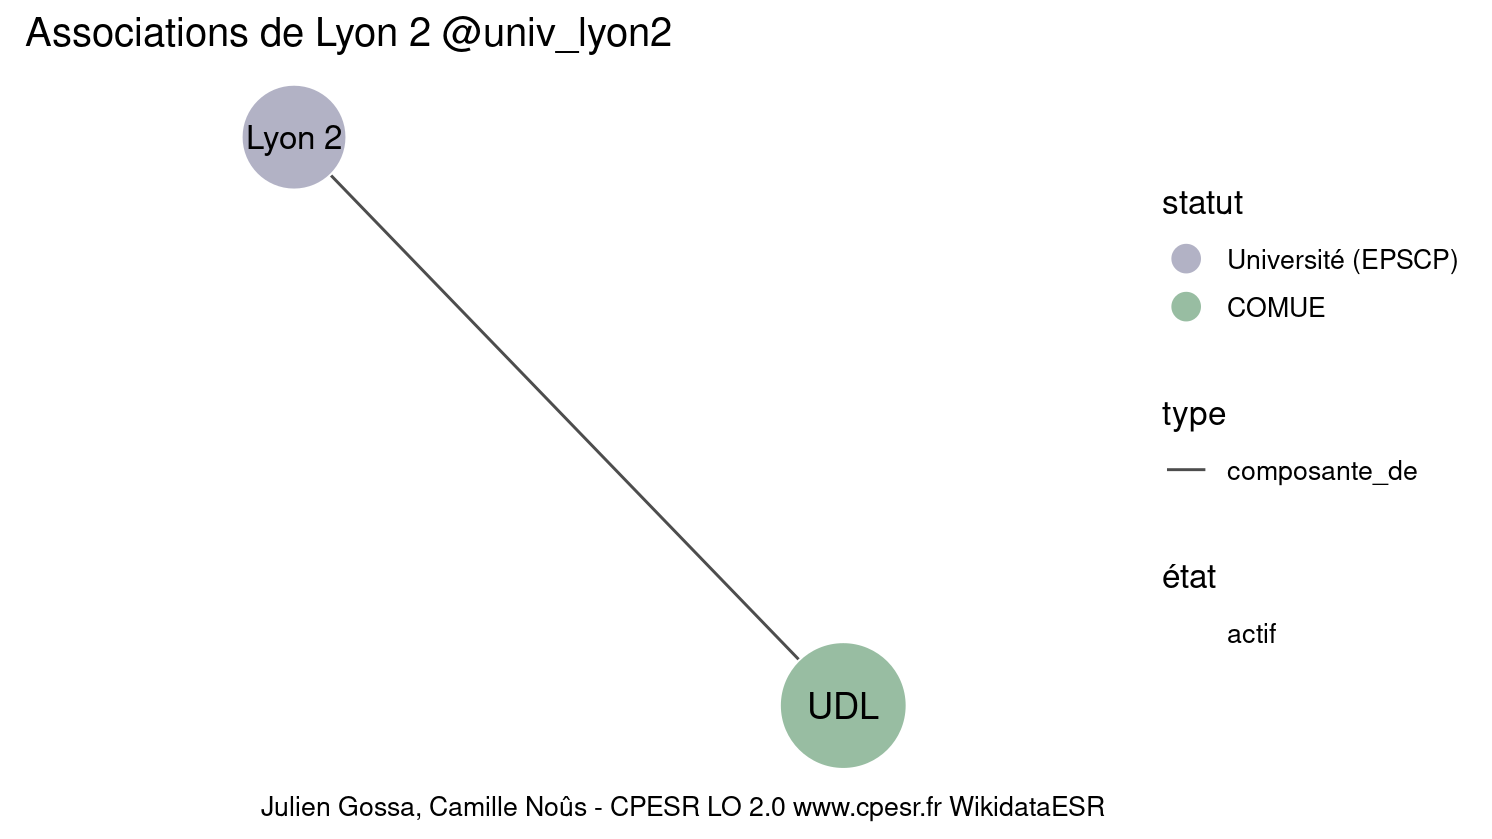 Associations de Lyon 2 @univ_lyon2
Lyon 2
statut
Université (EPSCP)
COMUE
type
composante_de
état
actif
UDL
Julien Gossa, Camille Noûs - CPESR LO 2.0 www.cpesr.fr WikidataESR